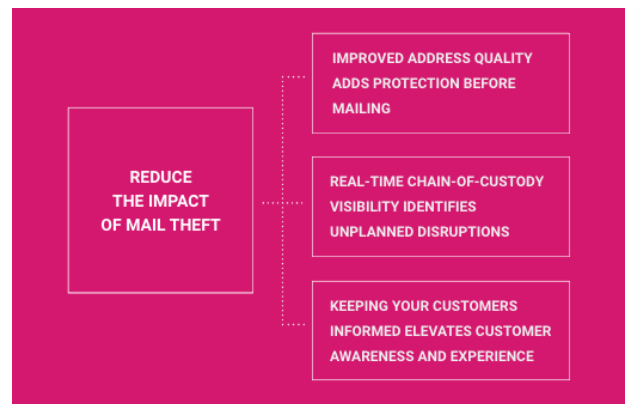 REDUCE
THE IMPACT
OF MAIL THEFT
IMPROVED ADDRESS QUALITY
ADDS PROTECTION BEFORE
MAILING
REAL-TIME CHAIN-OF-CUSTODY
VISIBILITY IDENTIFIES
UNPLANNED DISRUPTIONS
KEEPING YOUR CUSTOMERS
INFORMED ELEVATES CUSTOMER
AWARENESS AND EXPERIENCE